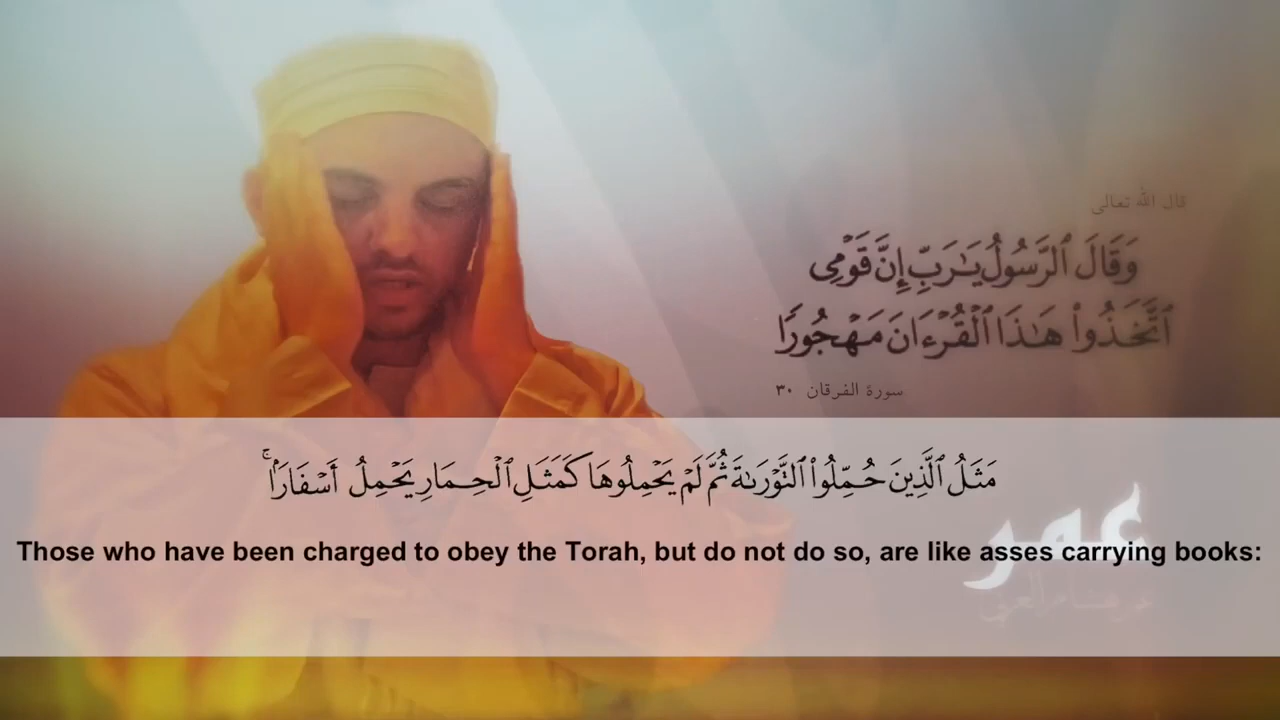 قال الله تعالى
وَقَالَ ٱلرَّسُولُ يَـٰرَبِّ إِنَّ قَوْمِى
ٱتَّخَذُوا۟ هَـٰذَا ٱلْقُرْءَانَ مَهْجُورًا
سورة الفرقان ٣٠
مَثَلُ ٱلَّذِينَ حُمِّلُوا۟ ٱلتَّوْرَىٰةَ ثُمَّ لَمْ يَحْمِلُوهَا كَمَثَلِ ٱلْحِمَارِ يَحْمِلُ أَسْفَارًۢا ۚ
عمر
Those who have been charged to obey the Torah, but do not do so, are like asses carrying books: